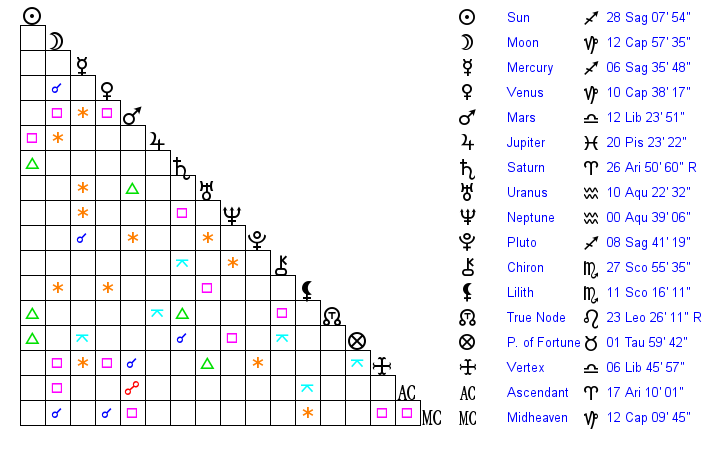 Sun 28 Sag 07' 54"
Moon 12 Cap 57' 35"
Mercury 06 Sag 35' 48"
Venus 10 Cap 38' 17"
Mars 12 Lib 23' 51"
Jupiter 20 Pis 23' 22"
Saturn 26 Ari 50' 60" R
Uranus 10 Aqu 22' 32"
Neptune 00 Aqu 39' 06"
Pluto 08 Sag 41' 19"
Chiron 27 Sco 55' 35"
Lilith 11 Sco 16' 11"
True Node 23 Leo 26' 11" R
P. of Fortune 01 Tau 59' 42"
Vertex 06 Lib 45' 57"
AC AC Ascendant 17 Ari 10' 01"
MC MC Midheaven 12 Cap 09' 45"